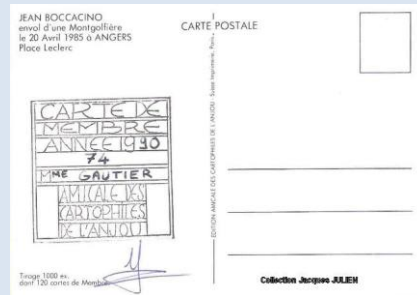 JEAN BOCCACINO
envol d'une Montgolfière
le 20 Avril 1985 à ANGERS
Place Leclerc
CARTE POSTALE
CARTE DE
MEMBRE
ANNEE 1990
74
MME GAUTIER
AMICALE DES
CARTOPHILES
DE L'ANJOU
Tirage 1000 ex.
dont 120 cartes de Membre
EDITION AMICALE DES CARTOPHILES DE L'ANJOU - Imprimerie, Paris
Collection Jacques JULIEN